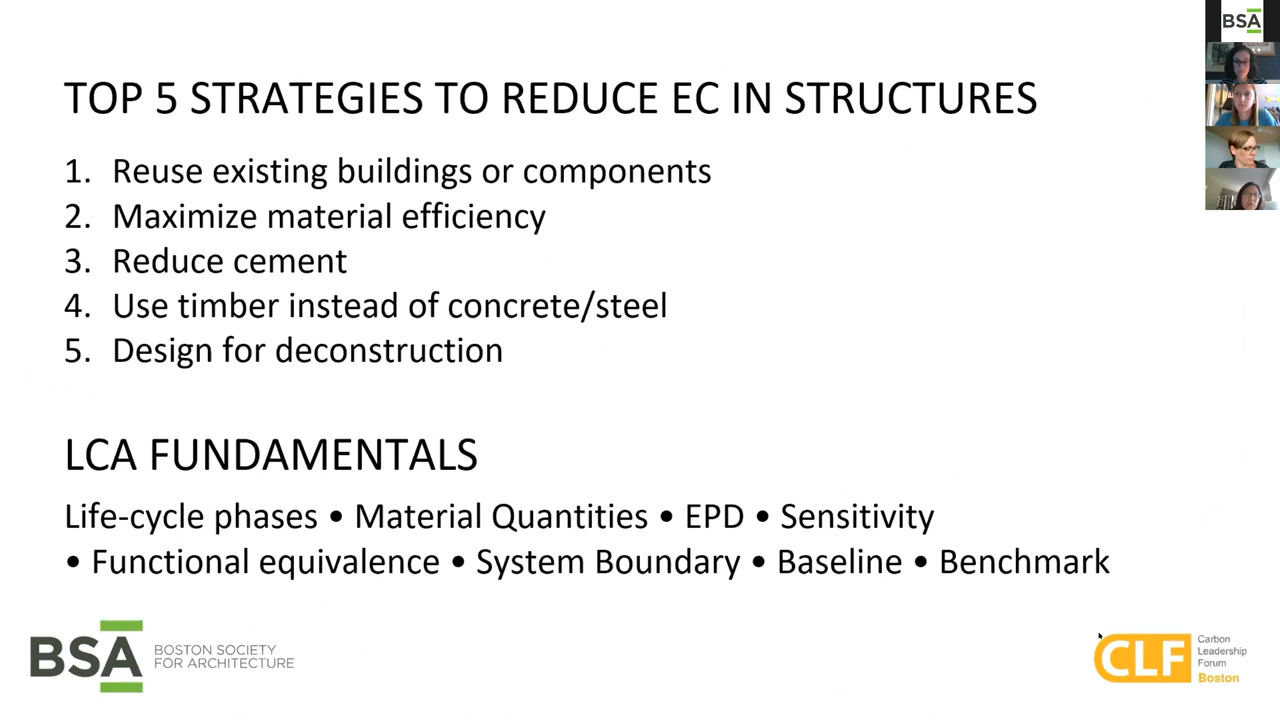 BSA
TOP 5 STRATEGIES TO REDUCE EC IN STRUCTURES
1. Reuse existing buildings or components
2. Maximize material efficiency
3. Reduce cement
4. Use timber instead of concrete/steel
5. Design for deconstruction
LCA FUNDAMENTALS
Life-cycle phases • Material Quantities • EPD • Sensitivity
• Functional equivalence • System Boundary • Baseline • Benchmark
BSA
BOSTON SOCIETY
FOR ARCHITECTURE
CLF
Carbon
Leadership
Forum
Boston